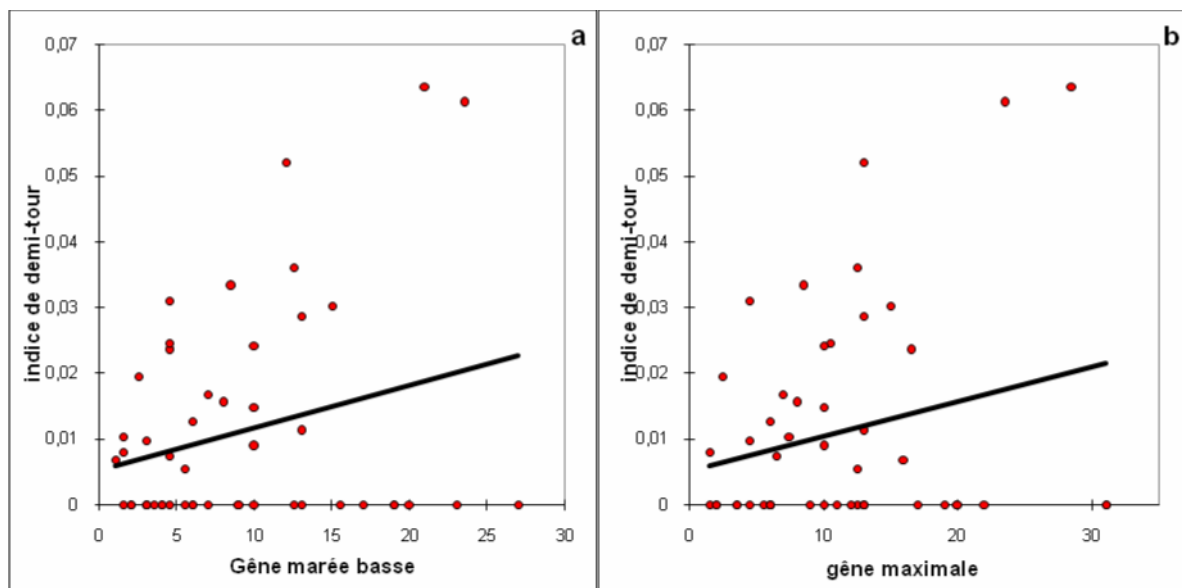 a
0,07
0,06
0,05
0,04
0,03
0,02
0,01
0
indice de demi-tour
0 5 10 15 20 25 30
Gêne marée basse
b
0,07
0,06
0,05
0,04
0,03
0,02
0,01
0
indice de demi-tour
0 10 20 30
gêne maximale